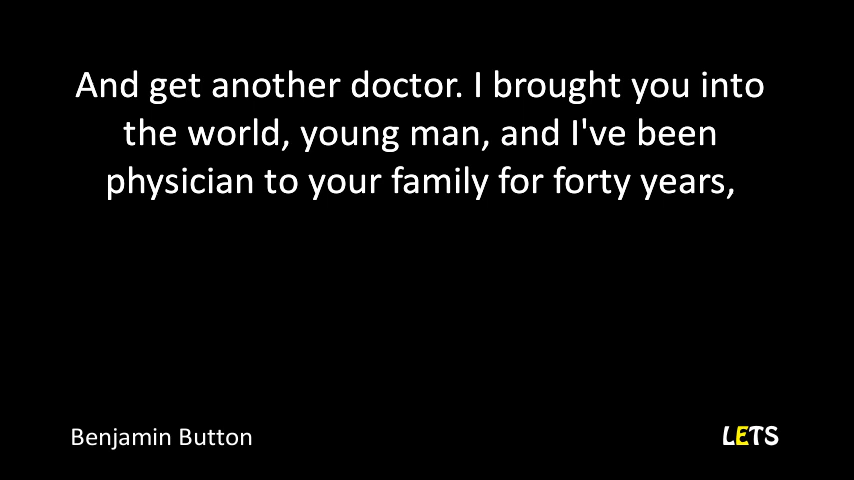 And get another doctor. I brought you into
the world, young man, and I've been
physician to your family for forty years,
Benjamin Button
LETS